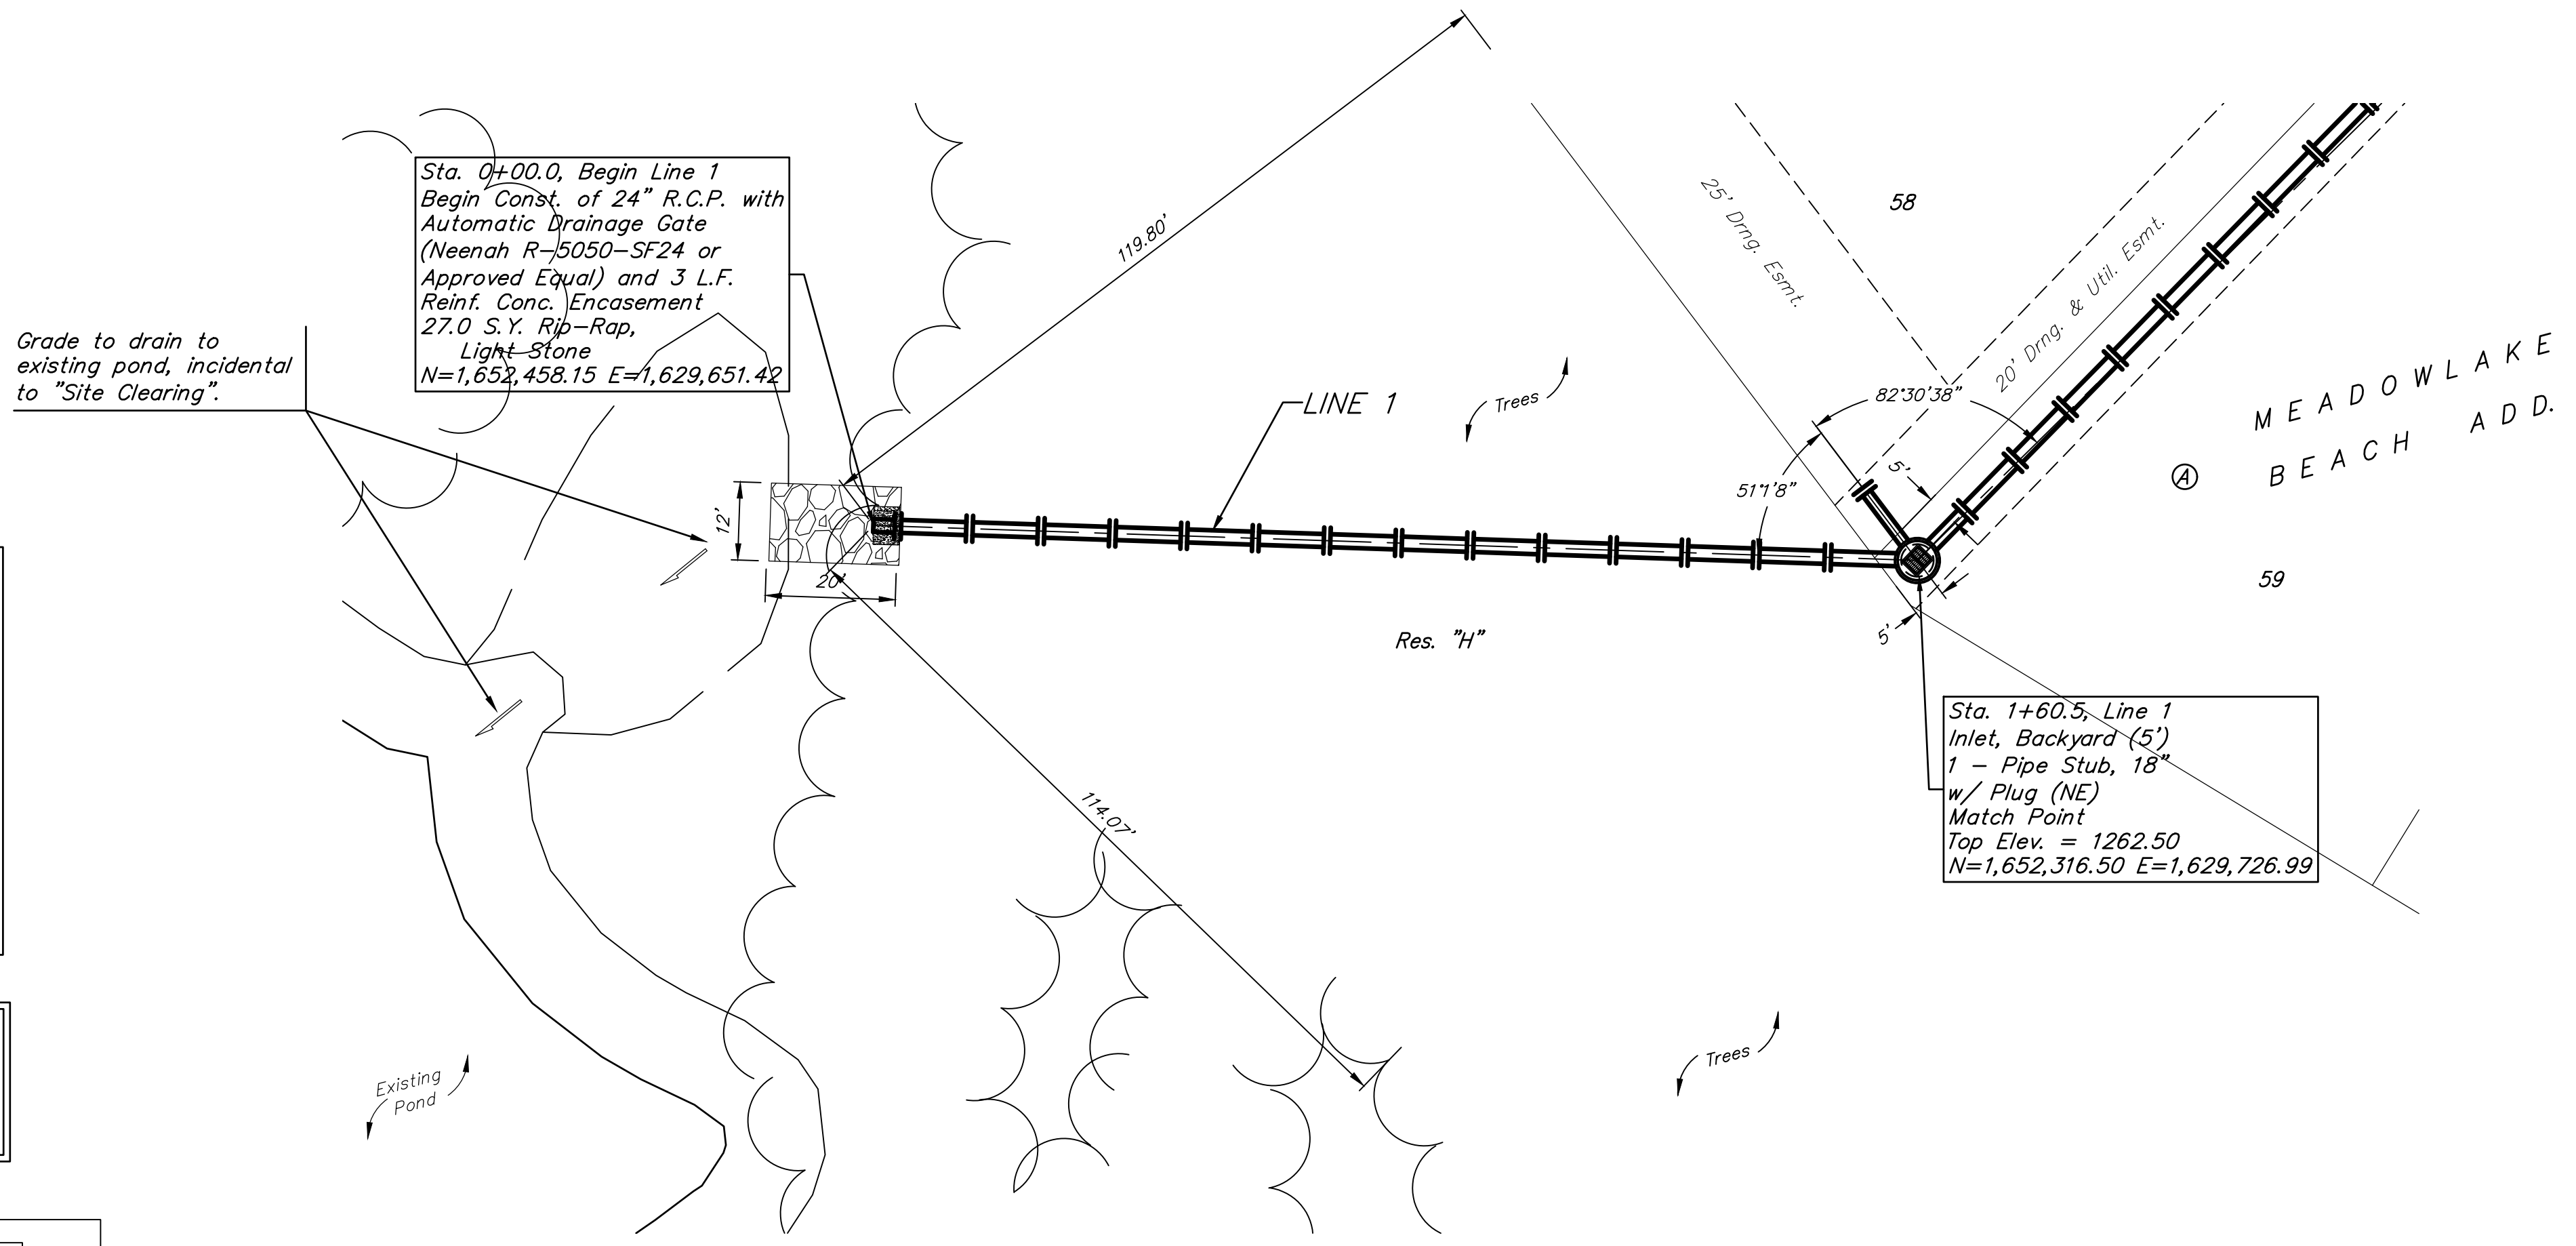 Sta. 0+00.0, Begin Line 1
Begin Const. of 24" R.C.P. with
Automatic Drainage Gate
(Neenah R-5050-SF24 or
Approved Equal) and 3 L.F.
Reinf. Conc. Encasement
27.0 S.Y. Rip-Rap,
Light Stone
N=1,652,458.15 E=1,629,651.42
Grade to drain to
existing pond, incidental
to "Site Clearing".
119.80'
25' Drng. Esmt.
58
20' Drng. & Util. Esmt.
LINE 1
Trees
82°30'38"
51°1'8"
5'
MEADOWLAKE
BEACH ADD.
A
59
12'
20'
5'
Res. "H"
Sta. 1+60.5, Line 1
Inlet, Backyard (5')
1 - Pipe Stub, 18"
w/ Plug (NE)
Match Point
Top Elev. = 1262.50
N=1,652,316.50 E=1,629,726.99
114.07'
Trees
Existing
Pond